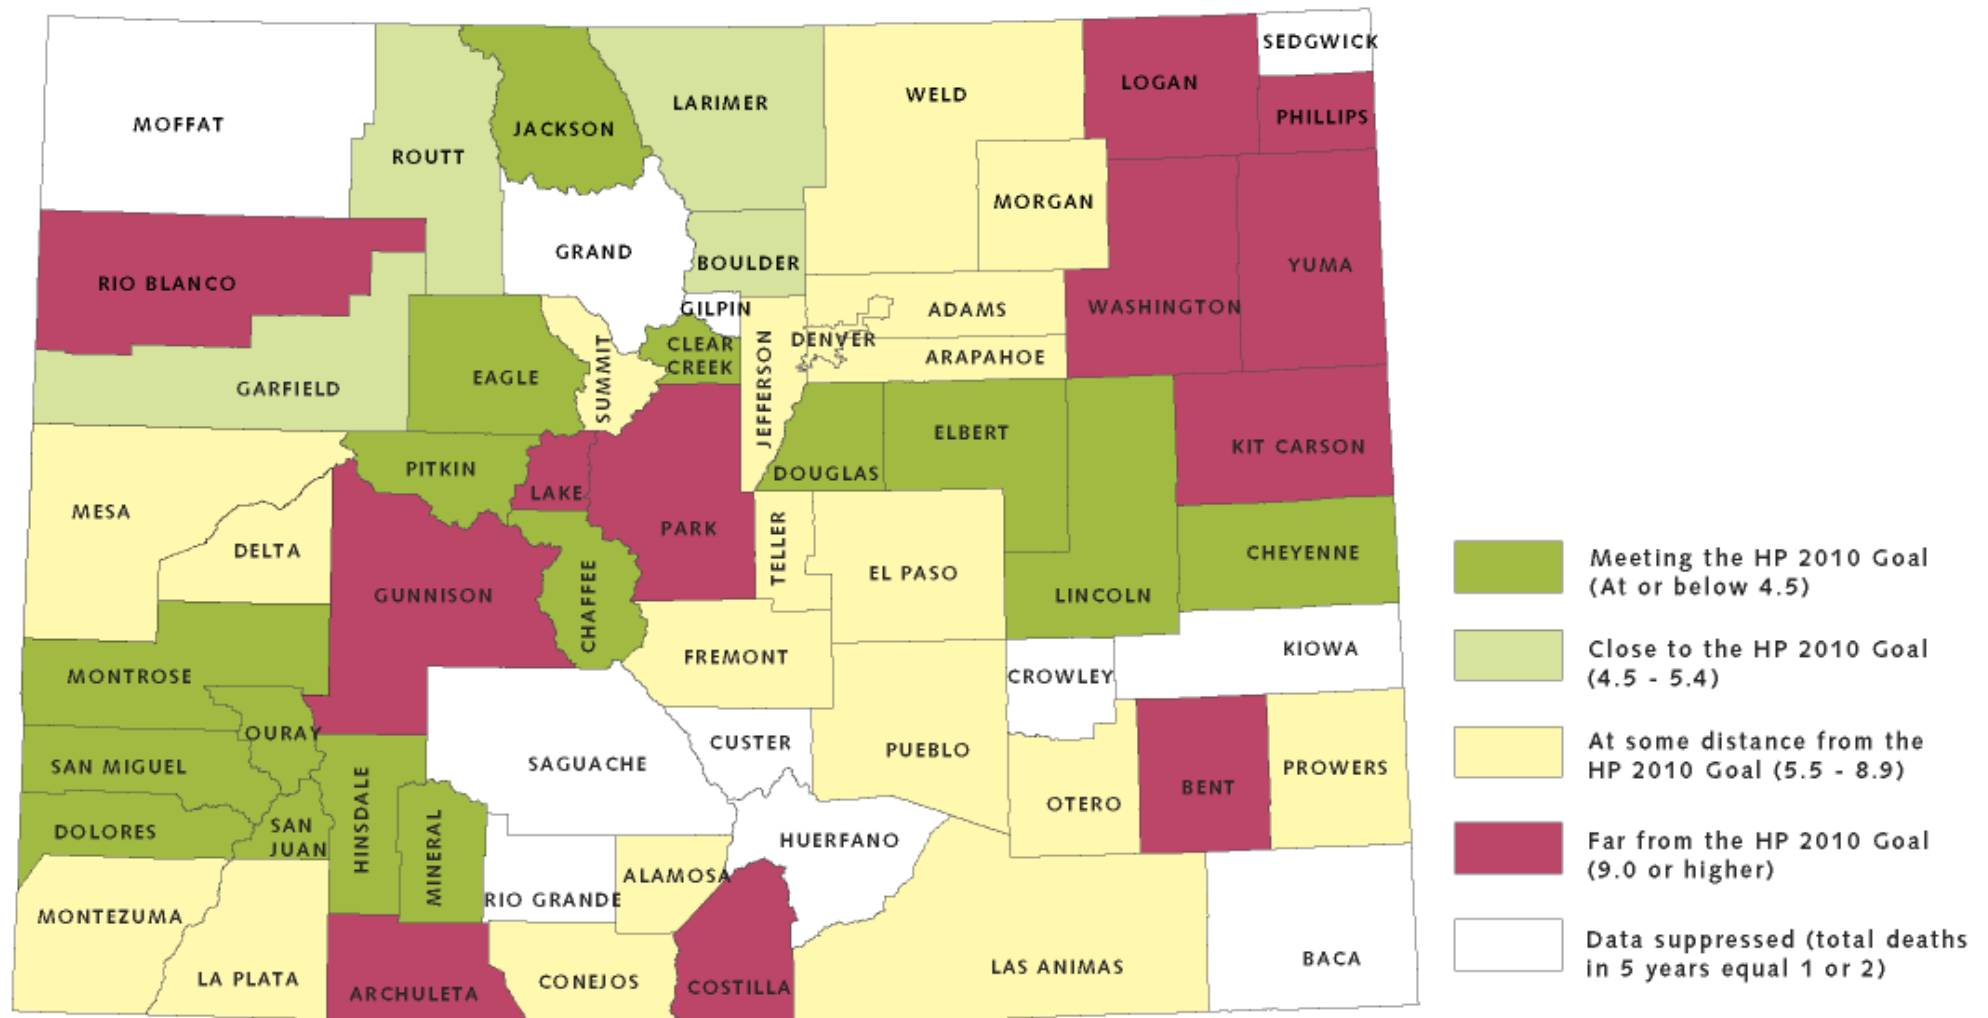 SEDGWICK
LOGAN
WELD
LARIMER
PHILLIPS
MOFFAT
JACKSON
ROUTT
MORGAN
GRAND
BOULDER
YUMA
RIO BLANCO
GILPIN
ADAMS
WASHINGTON
DENVER
CLEAR
CREEK
ARAPAHOE
EAGLE
SUMMIT
JEFFERSON
GARFIELD
ELBERT
KIT CARSON
PITKIN
DOUGLAS
LAKE
MESA
PARK
DELTA
TELLER
CHEYENNE
EL PASO
GUNNISON
CHAFFEE
LINCOLN
KIOWA
FREMONT
MONTROSE
CROWLEY
OURAY
CUSTER
PUEBLO
SAN MIGUEL
SAGUACHE
PROWERS
BENT
OTERO
HINSDALE
DOLORES
SAN
JUAN
HUERFANO
MINERAL
ALAMOSA
RIO GRANDE
MONTEZUMA
BACA
LAS ANIMAS
LA PLATA
CONEJOS
COSTILLA
ARCHULETA
Meeting the HP 2010 Goal
(At or below 4.5)
Close to the HP 2010 Goal
(4.5 - 5.4)
At some distance from the
HP 2010 Goal (5.5 - 8.9)
Far from the HP 2010 Goal
(9.0 or higher)
Data suppressed (total deaths
in 5 years equal 1 or 2)